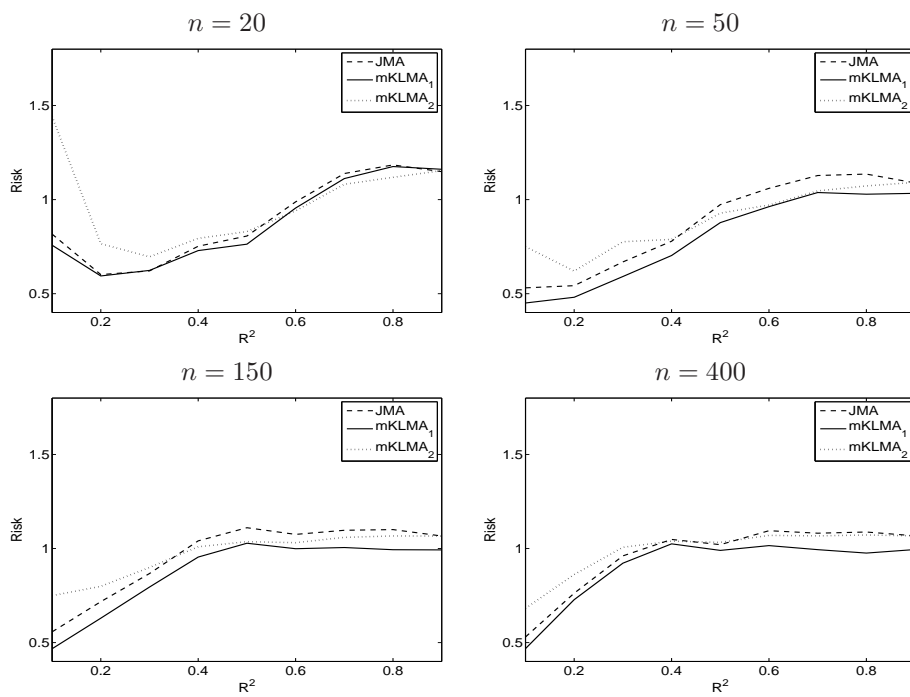 n = 20
JMA
mKLMA₁
mKLMA₂
1.5
1
0.5
Risk
0.2 0.4 0.6 0.8
R²
n = 50
JMA
mKLMA₁
mKLMA₂
1.5
1
0.5
Risk
0.2 0.4 0.6 0.8
R²
n = 150
JMA
mKLMA₁
mKLMA₂
1.5
1
0.5
Risk
0.2 0.4 0.6 0.8
R²
n = 400
JMA
mKLMA₁
mKLMA₂
1.5
1
0.5
Risk
0.2 0.4 0.6 0.8
R²